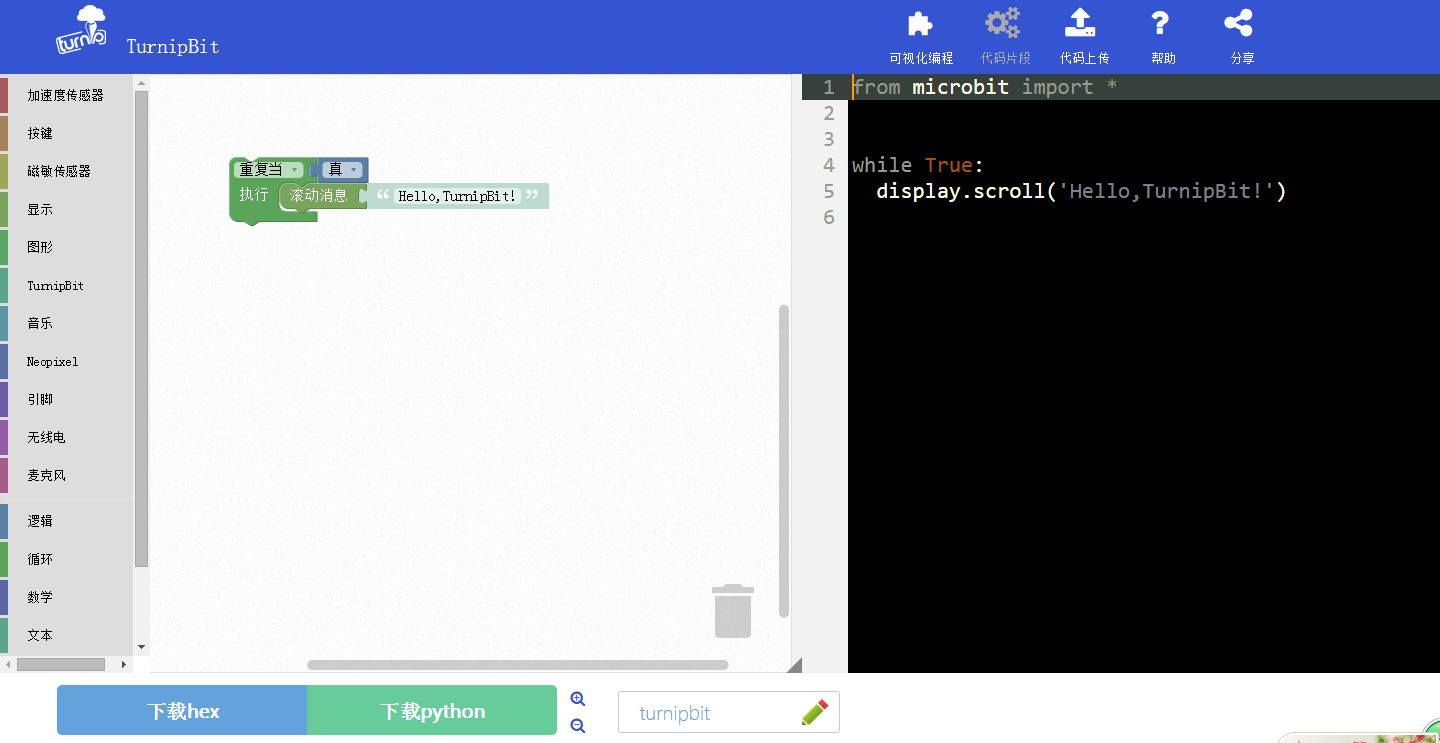 turnip
TurnipBit
可视化编程
代码片段
代码上传
帮助
分享
加速度传感器
按键
磁敏传感器
显示
图形
TurnipBit
音乐
Neopixel
引脚
无线电
麦克风
逻辑
循环
数学
文本
重复当 真
执行 滚动消息 “ Hello,TurnipBit! ”
1 from microbit import *
2
3
4 while True:
5 display.scroll('Hello,TurnipBit!')
6
下载hex
下载python
turnipbit